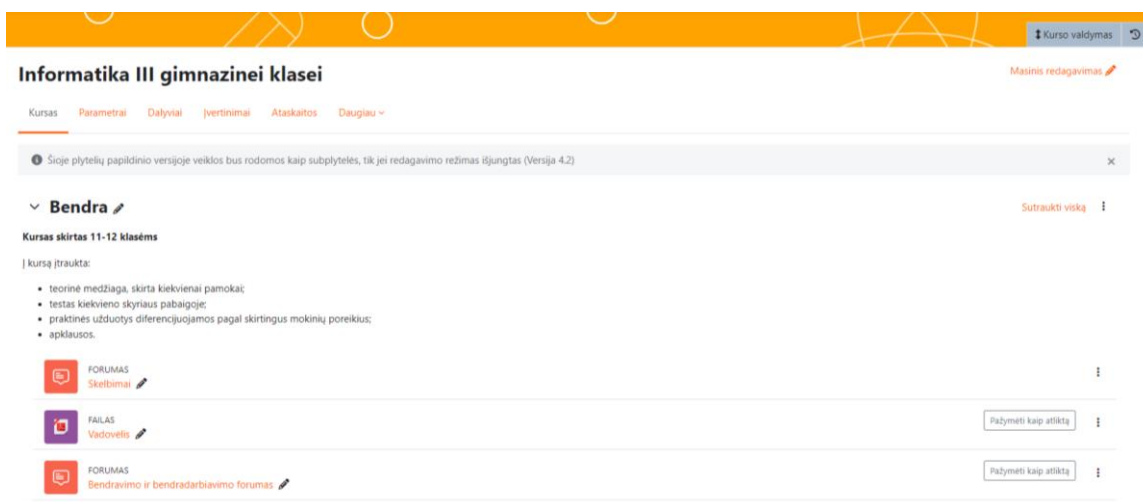 Kurso valdymas
Informatika III gimnazinei klasei
Masinis redagavimas
Kursas Parametrai Dalyviai Įvertinimai Ataskaitos Daugiau
Šioje plytelių papildinio versijoje veiklos bus rodomos kaip subplytelės, tik jei redagavimo režimas išjungtas (Versija 4.2)
Bendra
Sutraukti viską
Kursas skirtas 11-12 klasėms
Į kursą įtraukta:
• teorinė medžiaga, skirta kiekvienai pamokai;
• testas kiekvieno skyriaus pabaigoje;
• praktinės užduotys diferencijuojamos pagal skirtingus mokinių poreikius;
• apklausos.
FORUMAS
Skelbimai
FAILAS
Vadovėlis
Pažymėti kaip atliktą
FORUMAS
Bendravimo ir bendradarbiavimo forumas
Pažymėti kaip atliktą